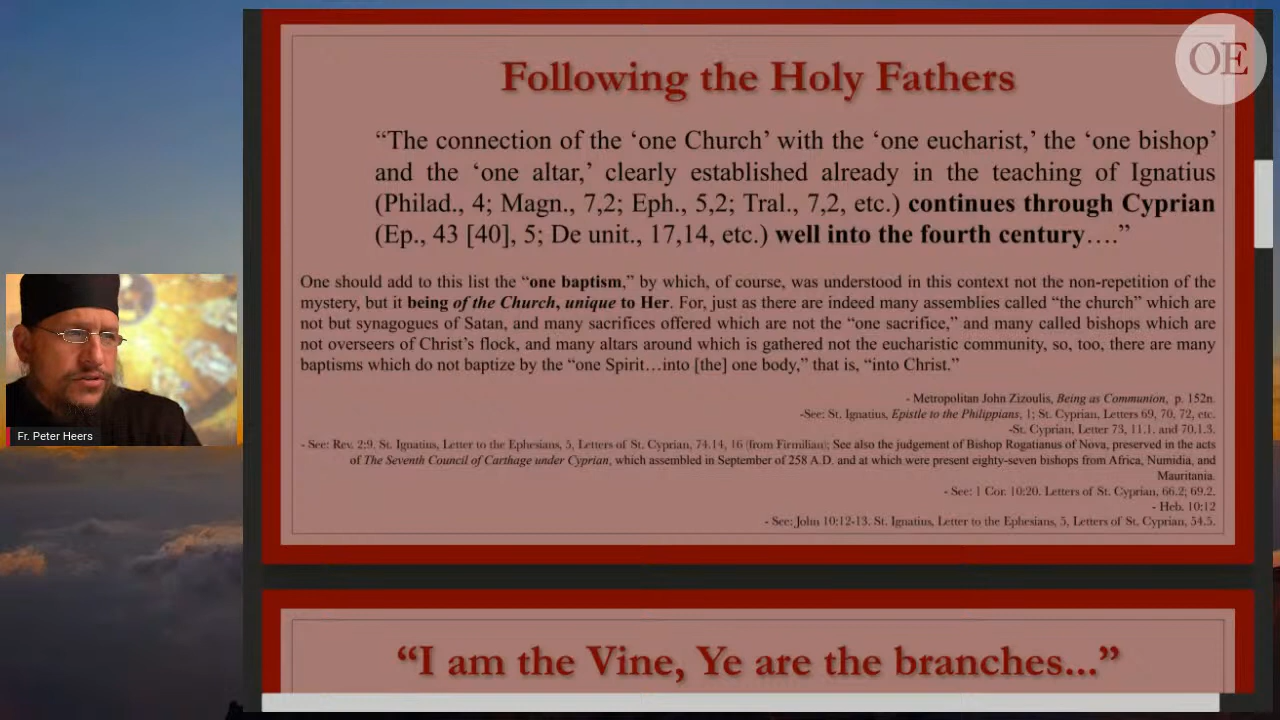 OE
Following the Holy Fathers
“The connection of the ‘one Church’ with the ‘one eucharist,’ the ‘one bishop’
and the ‘one altar,’ clearly established already in the teaching of Ignatius
(Philad., 4; Magn., 7,2; Eph., 5,2; Tral., 7,2, etc.) continues through Cyprian
(Ep., 43 [40], 5; De unit., 17,14, etc.) well into the fourth century….”
One should add to this list the “one baptism,” by which, of course, was understood in this context not the non-repetition of the
mystery, but it being of the Church, unique to Her. For, just as there are indeed many assemblies called “the church” which are
not but synagogues of Satan, and many sacrifices offered which are not the “one sacrifice,” and many called bishops which are
not overseers of Christ’s flock, and many altars around which is gathered not the eucharistic community, so, too, there are many
baptisms which do not baptize by the “one Spirit…into [the] one body,” that is, “into Christ.”
- Metropolitan John Zizoulis, Being as Communion, p. 152n.
-See: St. Ignatius, Epistle to the Philippians, 1; St. Cyprian, Letters 69, 70, 72, etc.
-St. Cyprian, Letter 73, 11.1. and 70.1.3.
- See: Rev. 2:9. St. Ignatius, Letter to the Ephesians, 5, Letters of St. Cyprian, 74.14, 16 (from Firmilian); See also the judgement of Bishop Rogatianus of Nova, preserved in the acts
of The Seventh Council of Carthage under Cyprian, which assembled in September of 258 A.D. and at which were present eighty-seven bishops from Africa, Numidia, and
Mauritania.
- See: 1 Cor. 10:20. Letters of St. Cyprian, 66.2; 69.2.
- Heb. 10:12
- See: John 10:12-13. St. Ignatius, Letter to the Ephesians, 5, Letters of St. Cyprian, 54.5.
Fr. Peter Heers
“I am the Vine, Ye are the branches...”